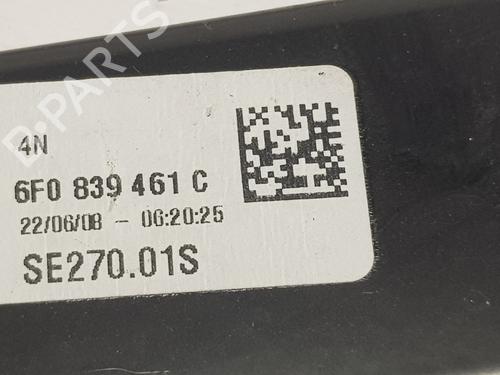 B-PARTS
4N
6F0 839 461 C
22/06/08 - 06:20:25
SE270.01S